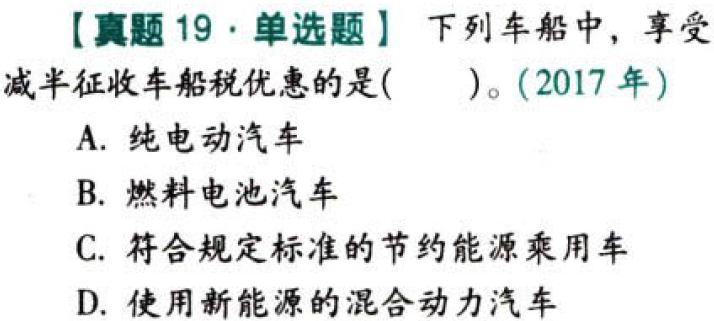 【真题 19·单选题】 下列车船中，享受
减半征收车船税优惠的是(    )。(2017 年)
A. 纯电动汽车
B. 燃料电池汽车
C. 符合规定标准的节约能源乘用车
D. 使用新能源的混合动力汽车